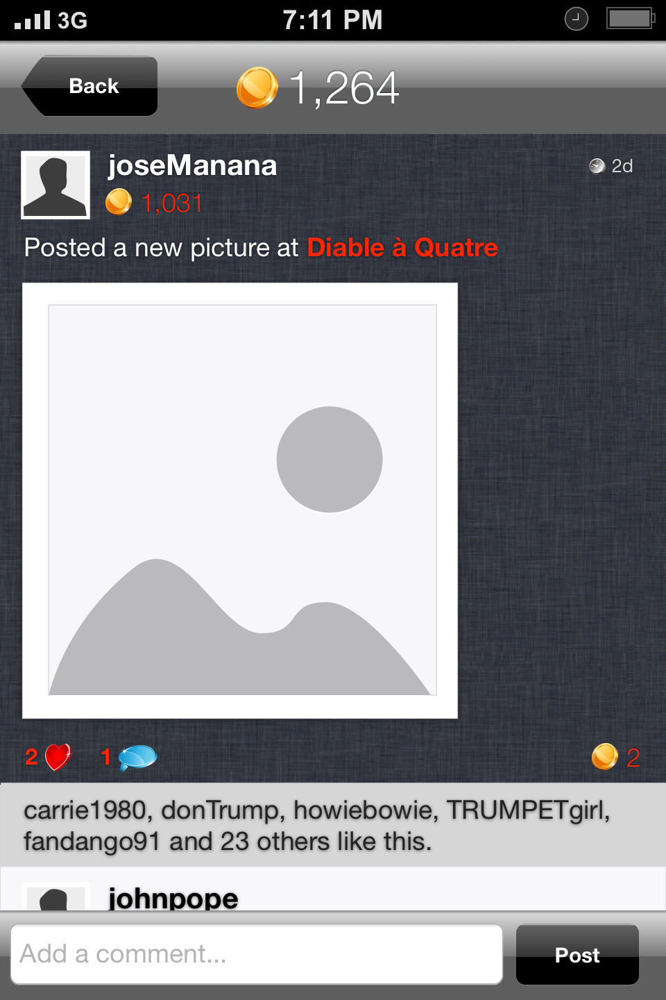 3G 7:11 PM
Back 1,264
joseManana 2d
1,031
Posted a new picture at Diable à Quatre
2 1 2
carrie1980, donTrump, howiebowie, TRUMPETgirl,
fandango91 and 23 others like this.
johnpope
Add a comment... Post